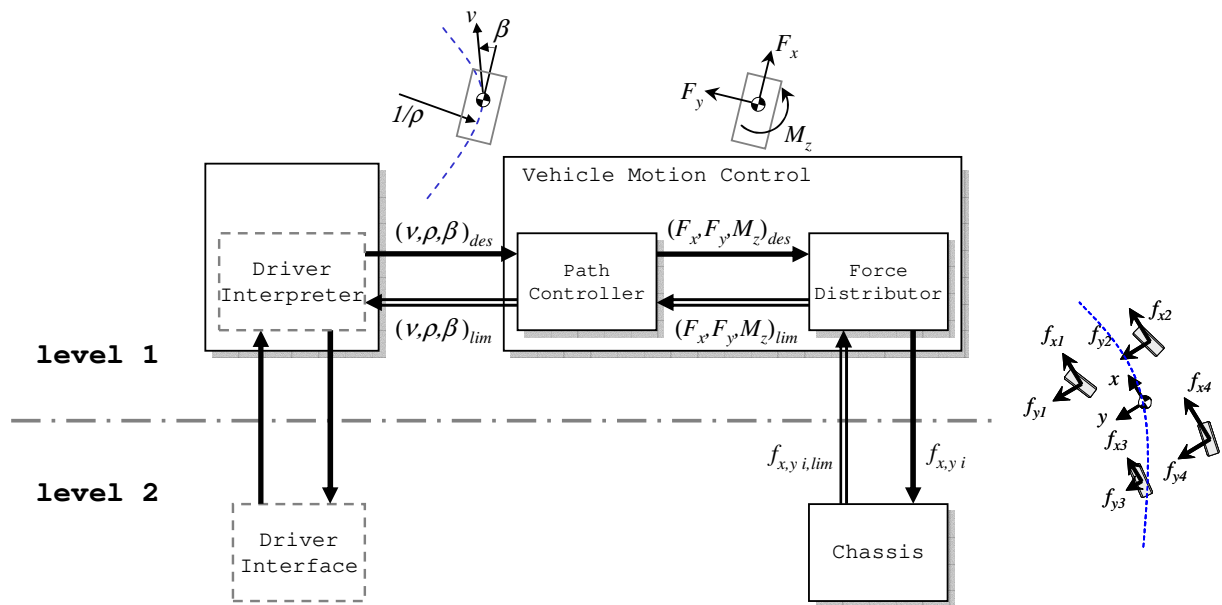 v
β
1/ρ
F_x
F_y
M_z
Vehicle Motion Control
(v,ρ,β)_des
(F_x,F_y,M_z)_des
Driver
Interpreter
Path
Controller
Force
Distributor
(v,ρ,β)_lim
(F_x,F_y,M_z)_lim
level 1
f_x1
f_y1
f_x2
f_y2
x
y
f_x4
f_x3
f_y4
f_y3
f_x,y i,lim
f_x,y i
level 2
Driver
Interface
Chassis